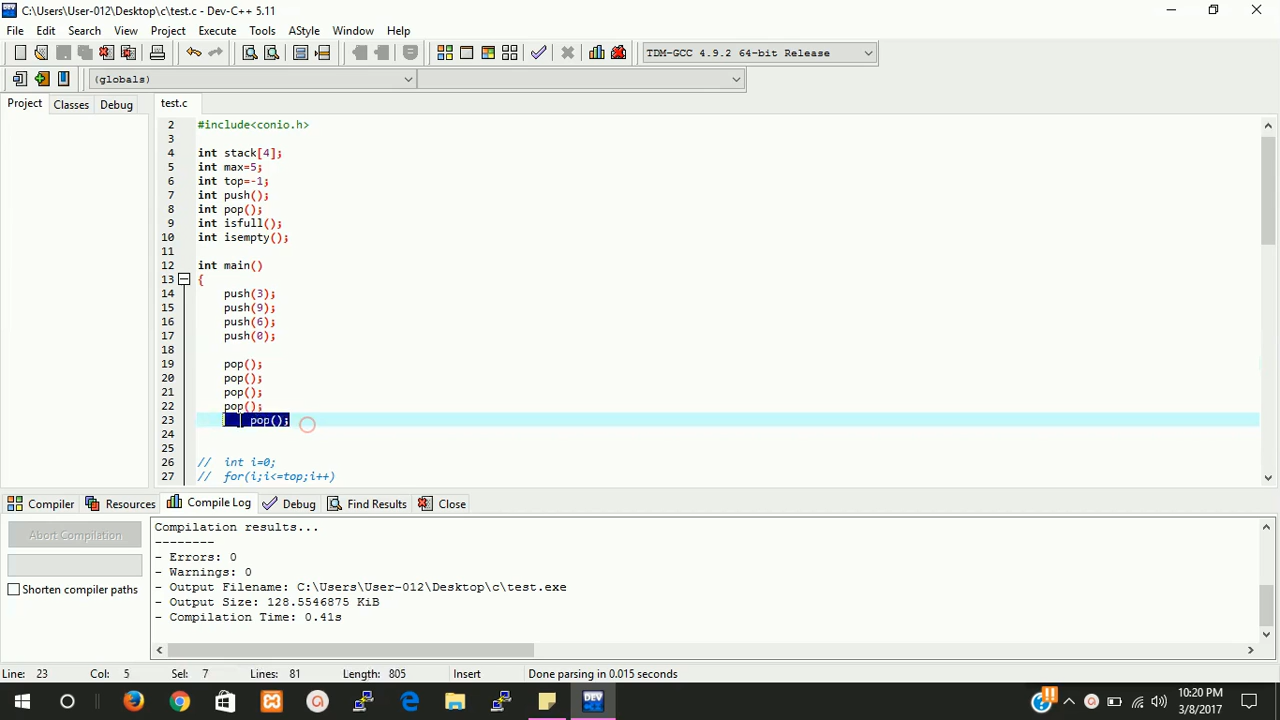 C:\Users\User-012\Desktop\c\test.c - Dev-C++ 5.11
File Edit Search View Project Execute Tools AStyle Window Help
TDM-GCC 4.9.2 64-bit Release
(globals)
Project Classes Debug test.c
2 #include<conio.h>
3
4 int stack[4];
5 int max=5;
6 int top=-1;
7 int push();
8 int pop();
9 int isfull();
10 int isempty();
11
12 int main()
13 {
14 push(3);
15 push(9);
16 push(6);
17 push(0);
18
19 pop();
20 pop();
21 pop();
22 pop();
23 pop();
24
25
26 // int i=0;
27 // for(i;i<=top;i++)
Compiler Resources Compile Log Debug Find Results Close
Abort Compilation
Shorten compiler paths
Compilation results...
--------
- Errors: 0
- Warnings: 0
- Output Filename: C:\Users\User-012\Desktop\c\test.exe
- Output Size: 128.5546875 KiB
- Compilation Time: 0.41s
Line: 23 Col: 5 Sel: 7 Lines: 81 Length: 805 Insert Done parsing in 0.015 seconds
10:20 PM
3/8/2017